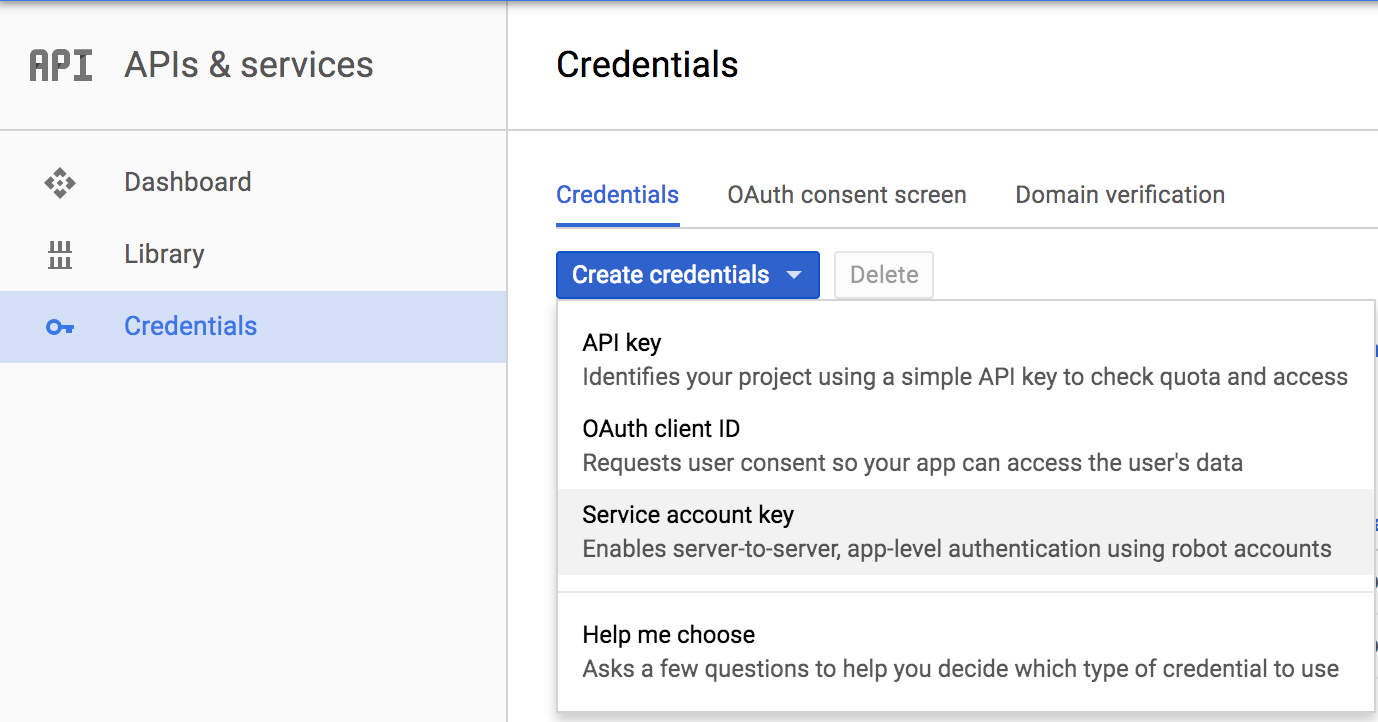 API APIs & services
Credentials
Dashboard
Library
Credentials
Credentials OAuth consent screen Domain verification
Create credentials Delete
API key
Identifies your project using a simple API key to check quota and access
OAuth client ID
Requests user consent so your app can access the user's data
Service account key
Enables server-to-server, app-level authentication using robot accounts
Help me choose
Asks a few questions to help you decide which type of credential to use